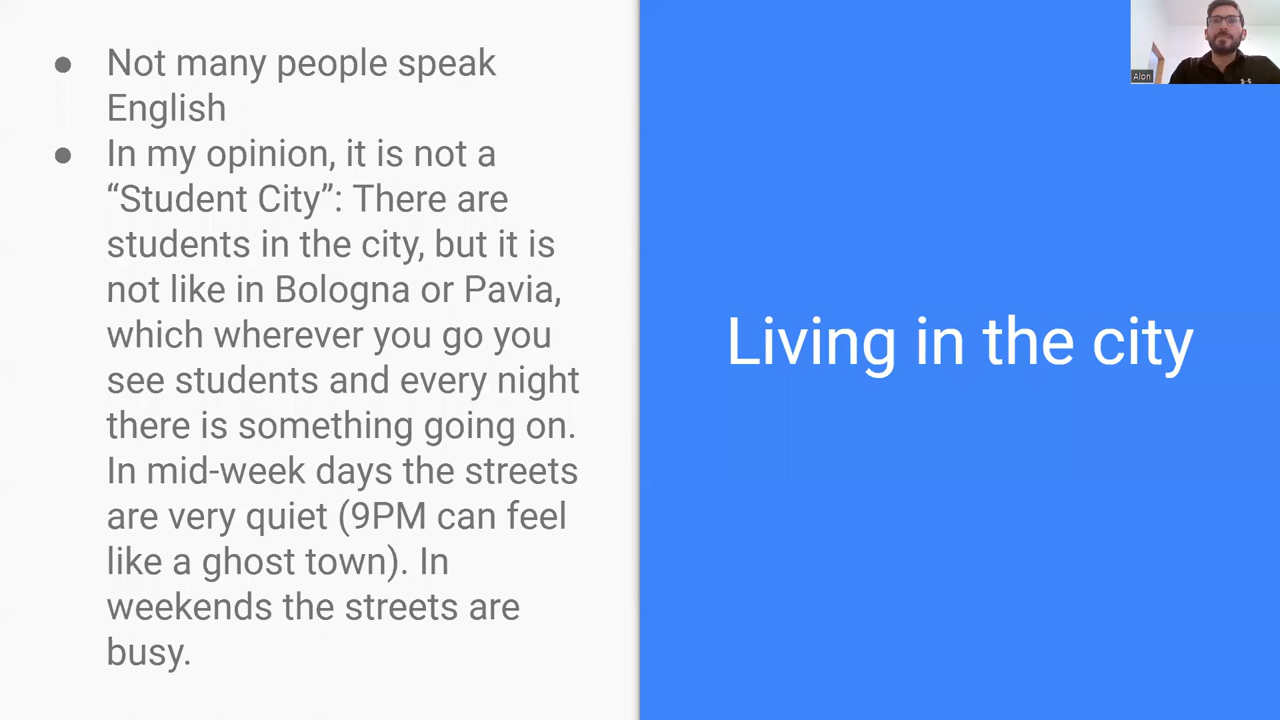 ● Not many people speak
English
● In my opinion, it is not a
“Student City”: There are
students in the city, but it is
not like in Bologna or Pavia,
which wherever you go you
see students and every night
there is something going on.
In mid-week days the streets
are very quiet (9PM can feel
like a ghost town). In
weekends the streets are
busy.
Living in the city
Alon